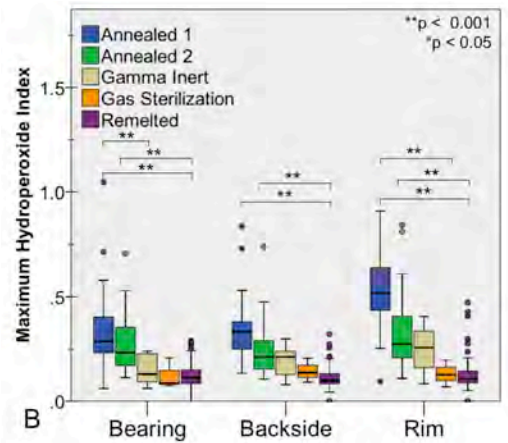 **p < 0.001
*p < 0.05
Annealed 1
Annealed 2
Gamma Inert
Gas Sterilization
Remelted
Maximum Hydroperoxide Index
1.5
1.0
.5
.0
**
**
**
**
**
**
**
**
B
Bearing
Backside
Rim